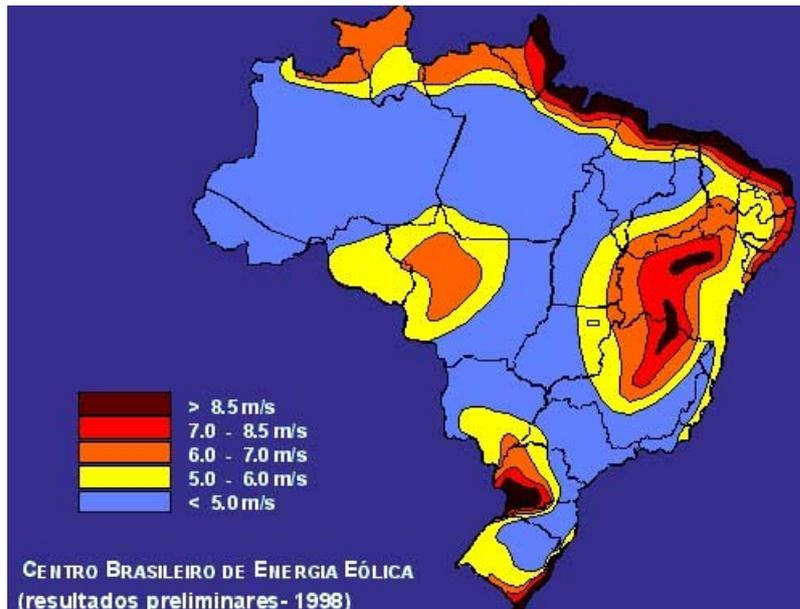 > 8.5 m/s
7.0 - 8.5 m/s
6.0 - 7.0 m/s
5.0 - 6.0 m/s
< 5.0 m/s
CENTRO BRASILEIRO DE ENERGIA EÓLICA
(resultados preliminares- 1998)